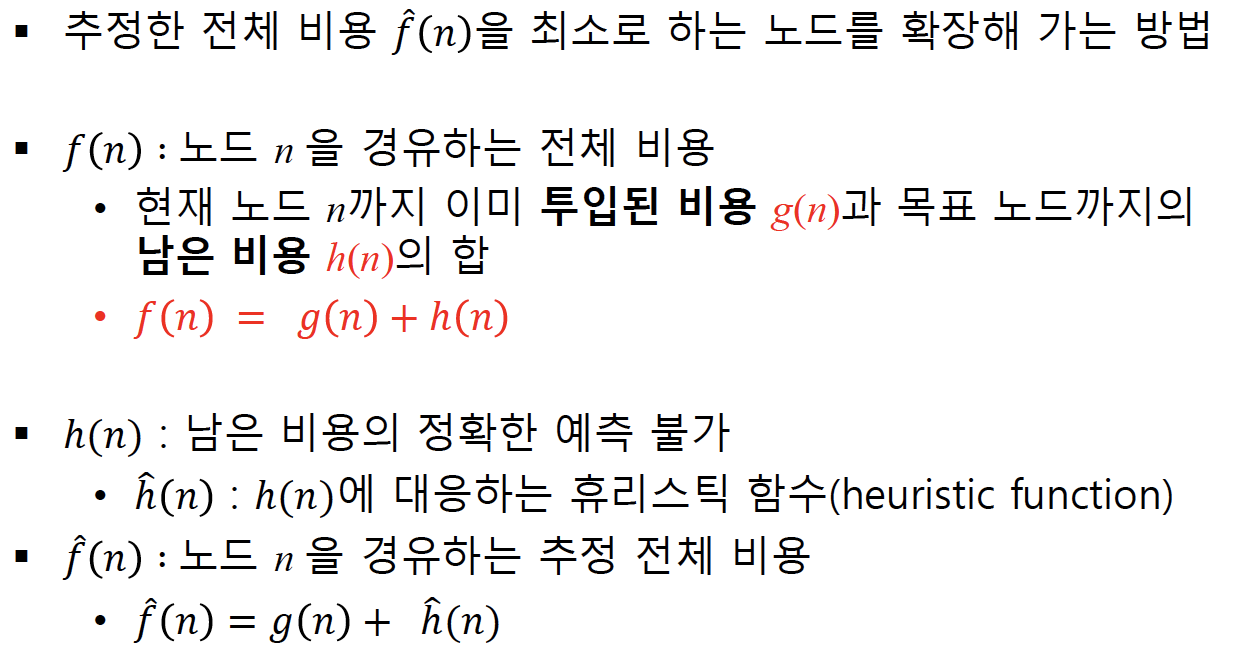 ▪ 추정한 전체 비용 f̂(n)을 최소로 하는 노드를 확장해 가는 방법
▪ f(n) : 노드 n 을 경유하는 전체 비용
• 현재 노드 n까지 이미 투입된 비용 g(n)과 목표 노드까지의
남은 비용 h(n)의 합
• f(n) = g(n) + h(n)
▪ h(n) : 남은 비용의 정확한 예측 불가
• ĥ(n) : h(n)에 대응하는 휴리스틱 함수(heuristic function)
▪ f̂(n) : 노드 n 을 경유하는 추정 전체 비용
• f̂(n) = g(n) + ĥ(n)